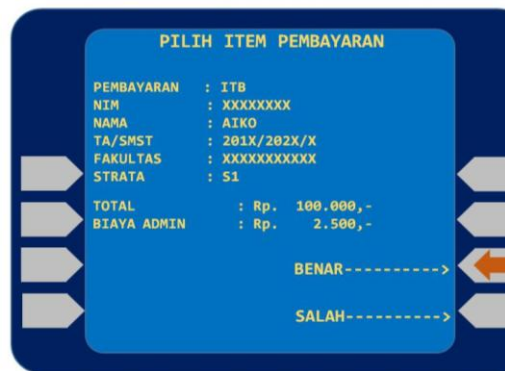 PILIH ITEM PEMBAYARAN
PEMBAYARAN : ITB
NIM : XXXXXXXX
NAMA : AIKO
TA/SMST : 201X/202X/X
FAKULTAS : XXXXXXXXXXX
STRATA : S1
TOTAL : Rp. 100.000,-
BIAYA ADMIN : Rp. 2.500,-
BENAR---------->
SALAH---------->